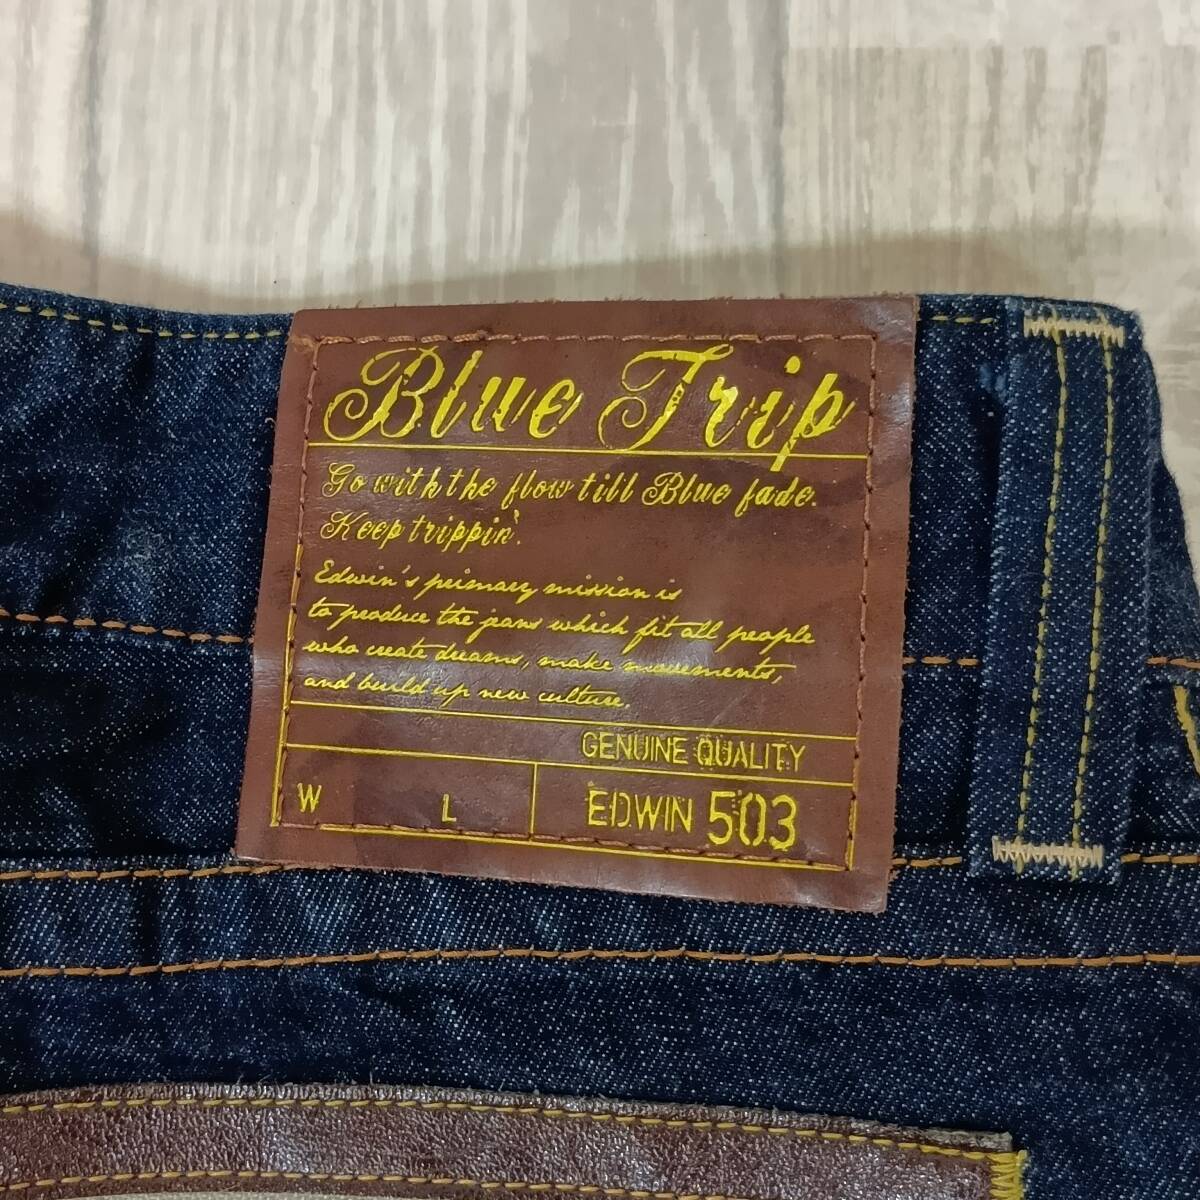 Blue Trip
Go with the flow till Blue fade.
Keep trippin'.
Edwin's primary mission is
to produce the jeans which fit all people
who create dreams, make movements,
and build up new culture.
GENUINE QUALITY
W L EDWIN 503